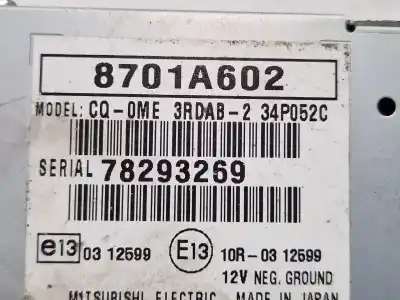 8701A602
MODEL: CQ-0ME 3RDAB-2 34P052C
SERIAL 78293269
e13 03 12599 E13 10R-03 12599
12V NEG. GROUND
MITSUBISHI ELECTRIC MADE IN JAPAN